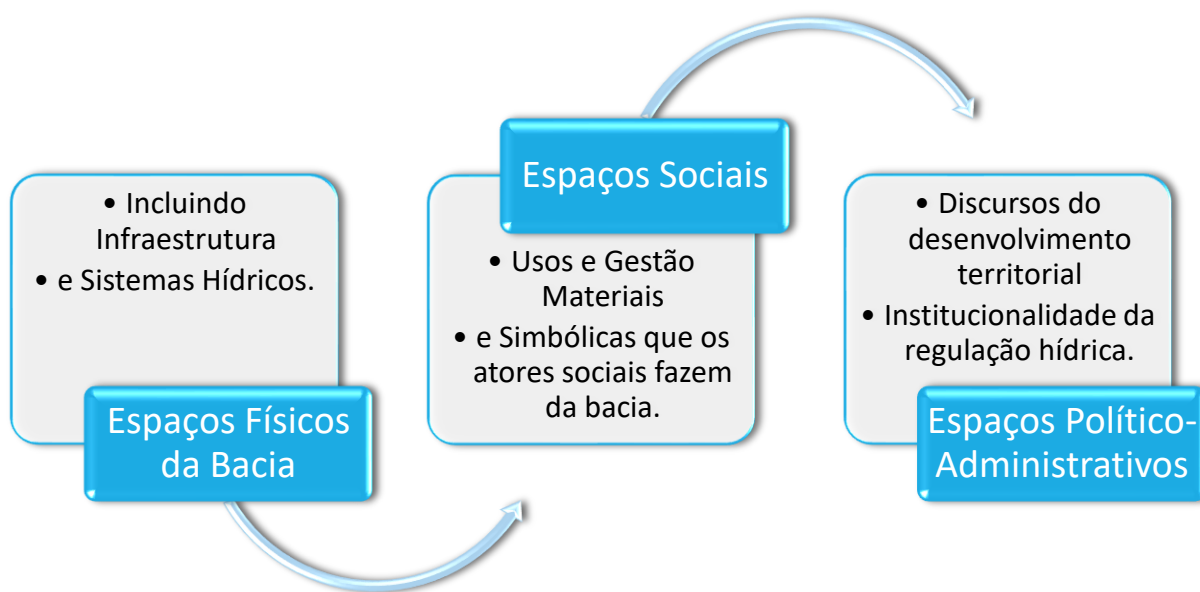 • Incluindo
Infraestrutura
• e Sistemas Hídricos.
Espaços Físicos
da Bacia
Espaços Sociais
• Usos e Gestão
Materiais
• e Simbólicas que os
atores sociais fazem
da bacia.
• Discursos do
desenvolvimento
territorial
• Institucionalidade da
regulação hídrica.
Espaços Político-
Administrativos